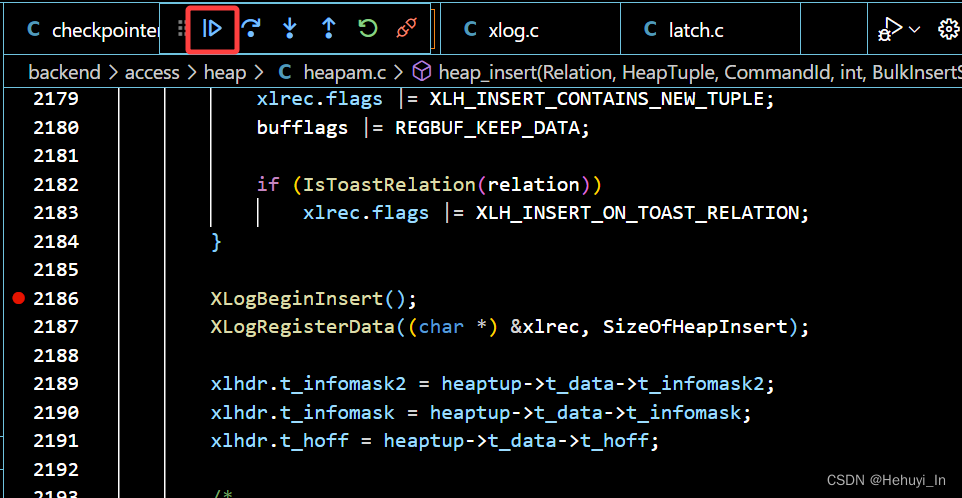 C checkpointer
C xlog.c
C latch.c
backend > access > heap > C heapam.c > heap_insert(Relation, HeapTuple, CommandId, int, BulkInsertS
2179 xlrec.flags |= XLH_INSERT_CONTAINS_NEW_TUPLE;
2180 bufflags |= REGBUF_KEEP_DATA;
2181
2182 if (IsToastRelation(relation))
2183 xlrec.flags |= XLH_INSERT_ON_TOAST_RELATION;
2184 }
2185
2186 XLogBeginInsert();
2187 XLogRegisterData((char *) &xlrec, SizeOfHeapInsert);
2188
2189 xlhdr.t_infomask2 = heaptup->t_data->t_infomask2;
2190 xlhdr.t_infomask = heaptup->t_data->t_infomask;
2191 xlhdr.t_hoff = heaptup->t_data->t_hoff;
2192
2193 /*
CSDN @Hehuyi_In